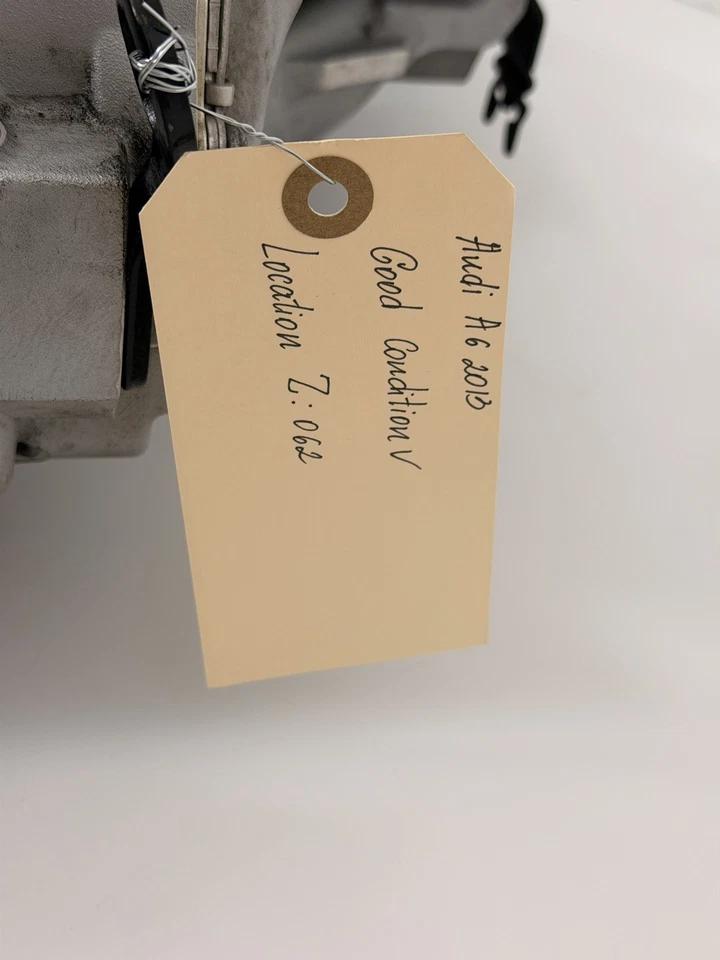 Audi A6 2013
Good Condition V
Location Z: 062